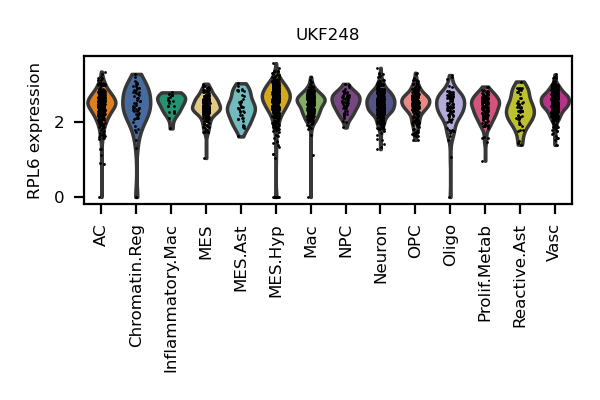 UKF248
RPL6 expression
2
0
AC
Chromatin.Reg
Inflammatory.Mac
MES
MES.Ast
MES.Hyp
Mac
NPC
Neuron
OPC
Oligo
Prolif.Metab
Reactive.Ast
Vasc